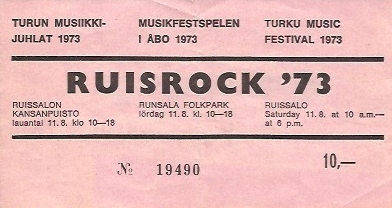 TURUN MUSIIKKI-
JUHLAT 1973
MUSIKFESTSPELEN
I ÅBO 1973
TURKU MUSIC
FESTIVAL 1973
RUISROCK '73
RUISSALON
KANSANPUISTO
lauantai 11.8. klo 10—18
RUNSALA FOLKPARK
lördag 11.8. kl. 10—18
RUISSALO
Saturday 11.8. at 10 a.m.—
at 6 p.m.
№ 19490
10,—